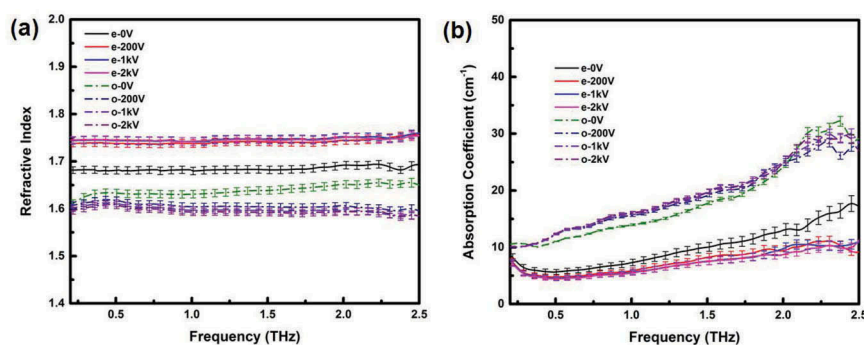 (a)
2.0
1.9
1.8
1.7
1.6
1.5
1.4
Refractive Index
e-0V
e-200V
e-1kV
e-2kV
o-0V
o-200V
o-1kV
o-2kV
0.5
1.0
1.5
2.0
2.5
Frequency (THz)
(b)
50
40
30
20
10
0
Absorption Coefficient (cm⁻¹)
e-0V
e-200V
e-1kV
e-2kV
o-0V
o-200V
o-1kV
o-2kV
0.5
1.0
1.5
2.0
2.5
Frequency (THz)